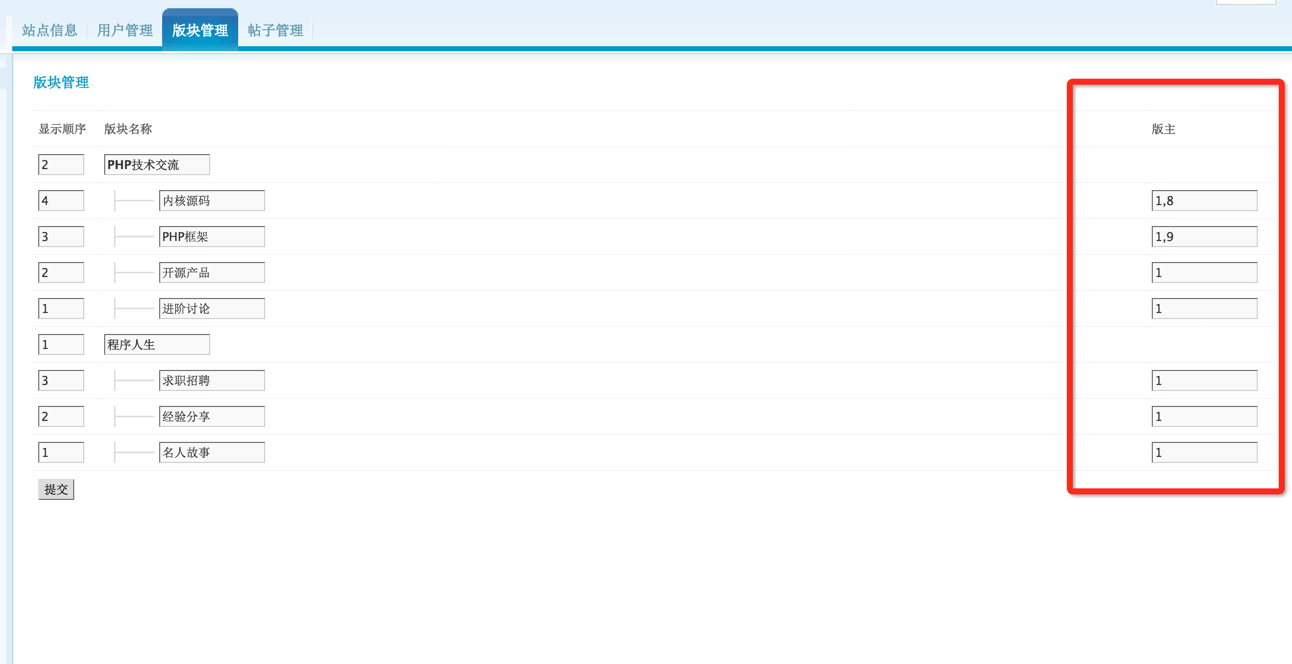 站点信息 用户管理 版块管理 帖子管理
版块管理
显示顺序 版块名称 版主
2 PHP技术交流
4 内核源码 1,8
3 PHP框架 1,9
2 开源产品 1
1 进阶讨论 1
1 程序人生
3 求职招聘 1
2 经验分享 1
1 名人故事 1
提交